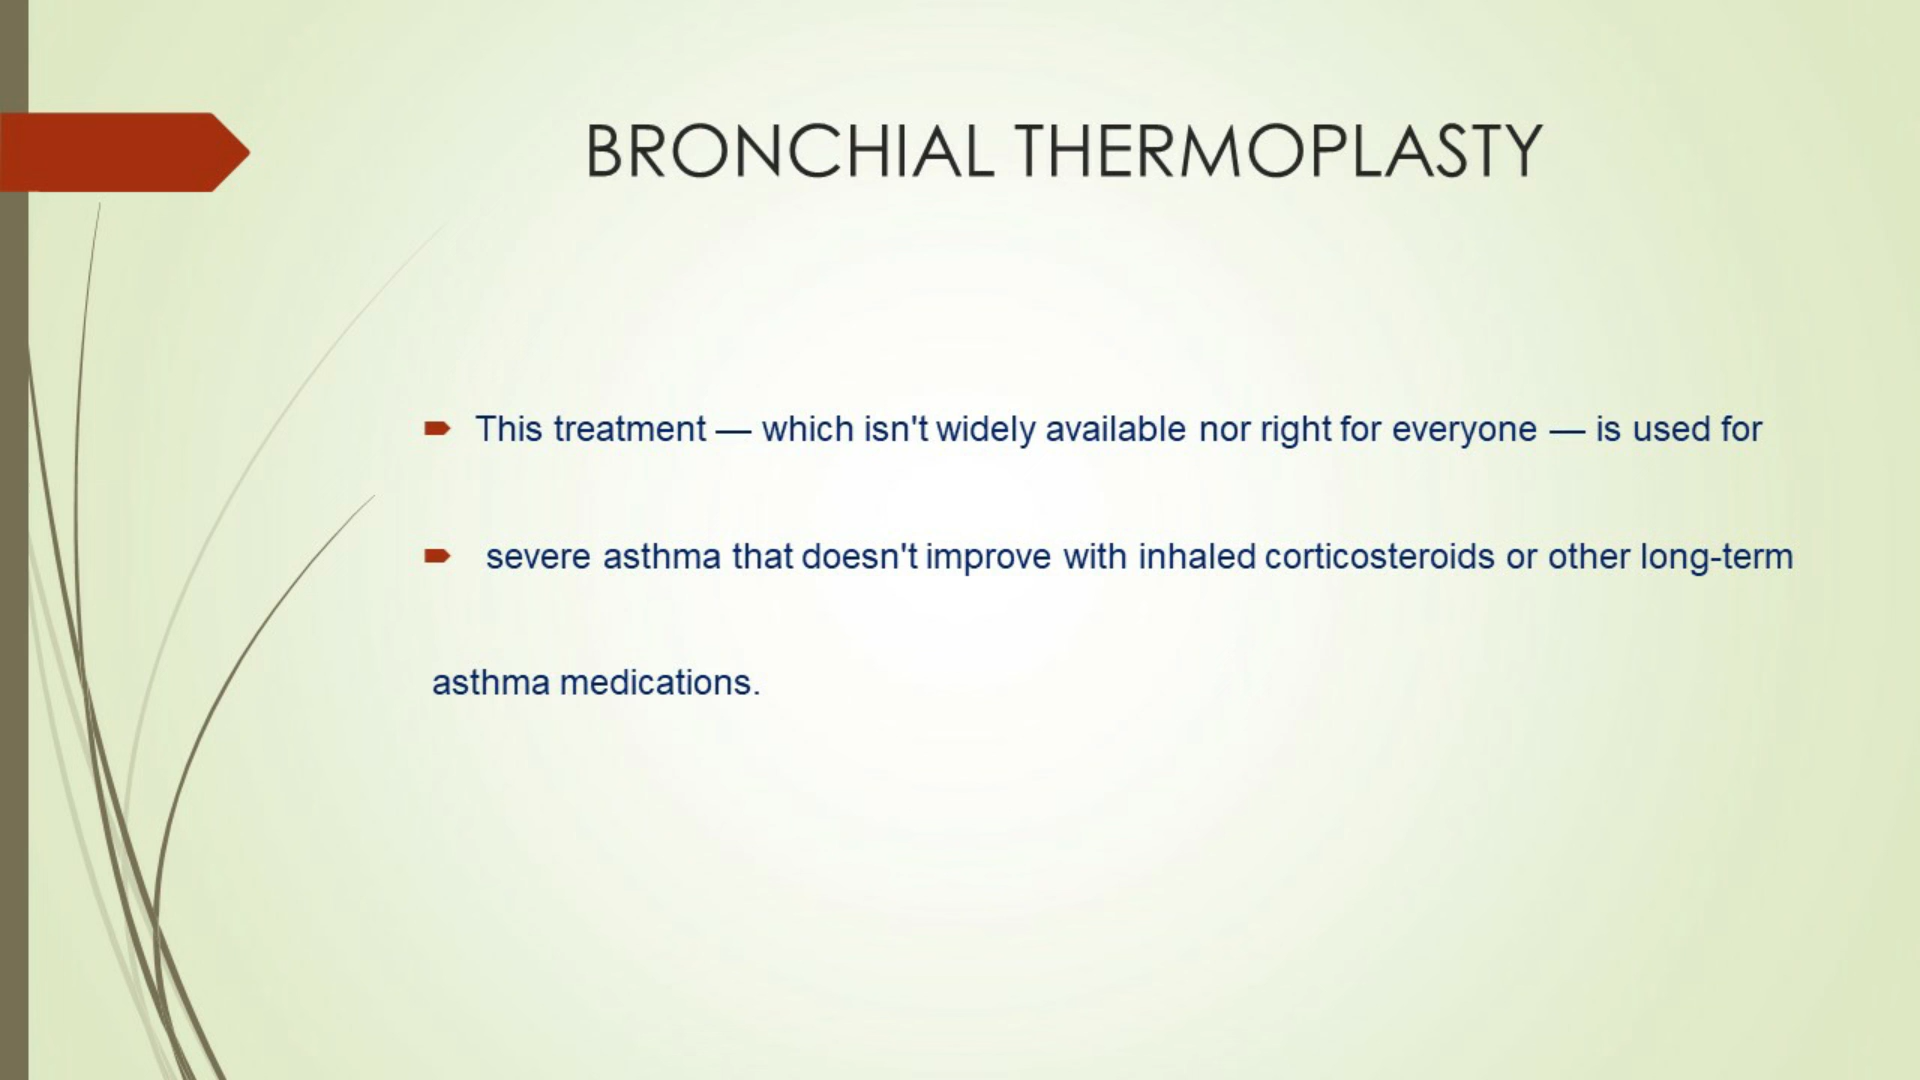 BRONCHIAL THERMOPLASTY
This treatment — which isn't widely available nor right for everyone — is used for
severe asthma that doesn't improve with inhaled corticosteroids or other long-term
asthma medications.